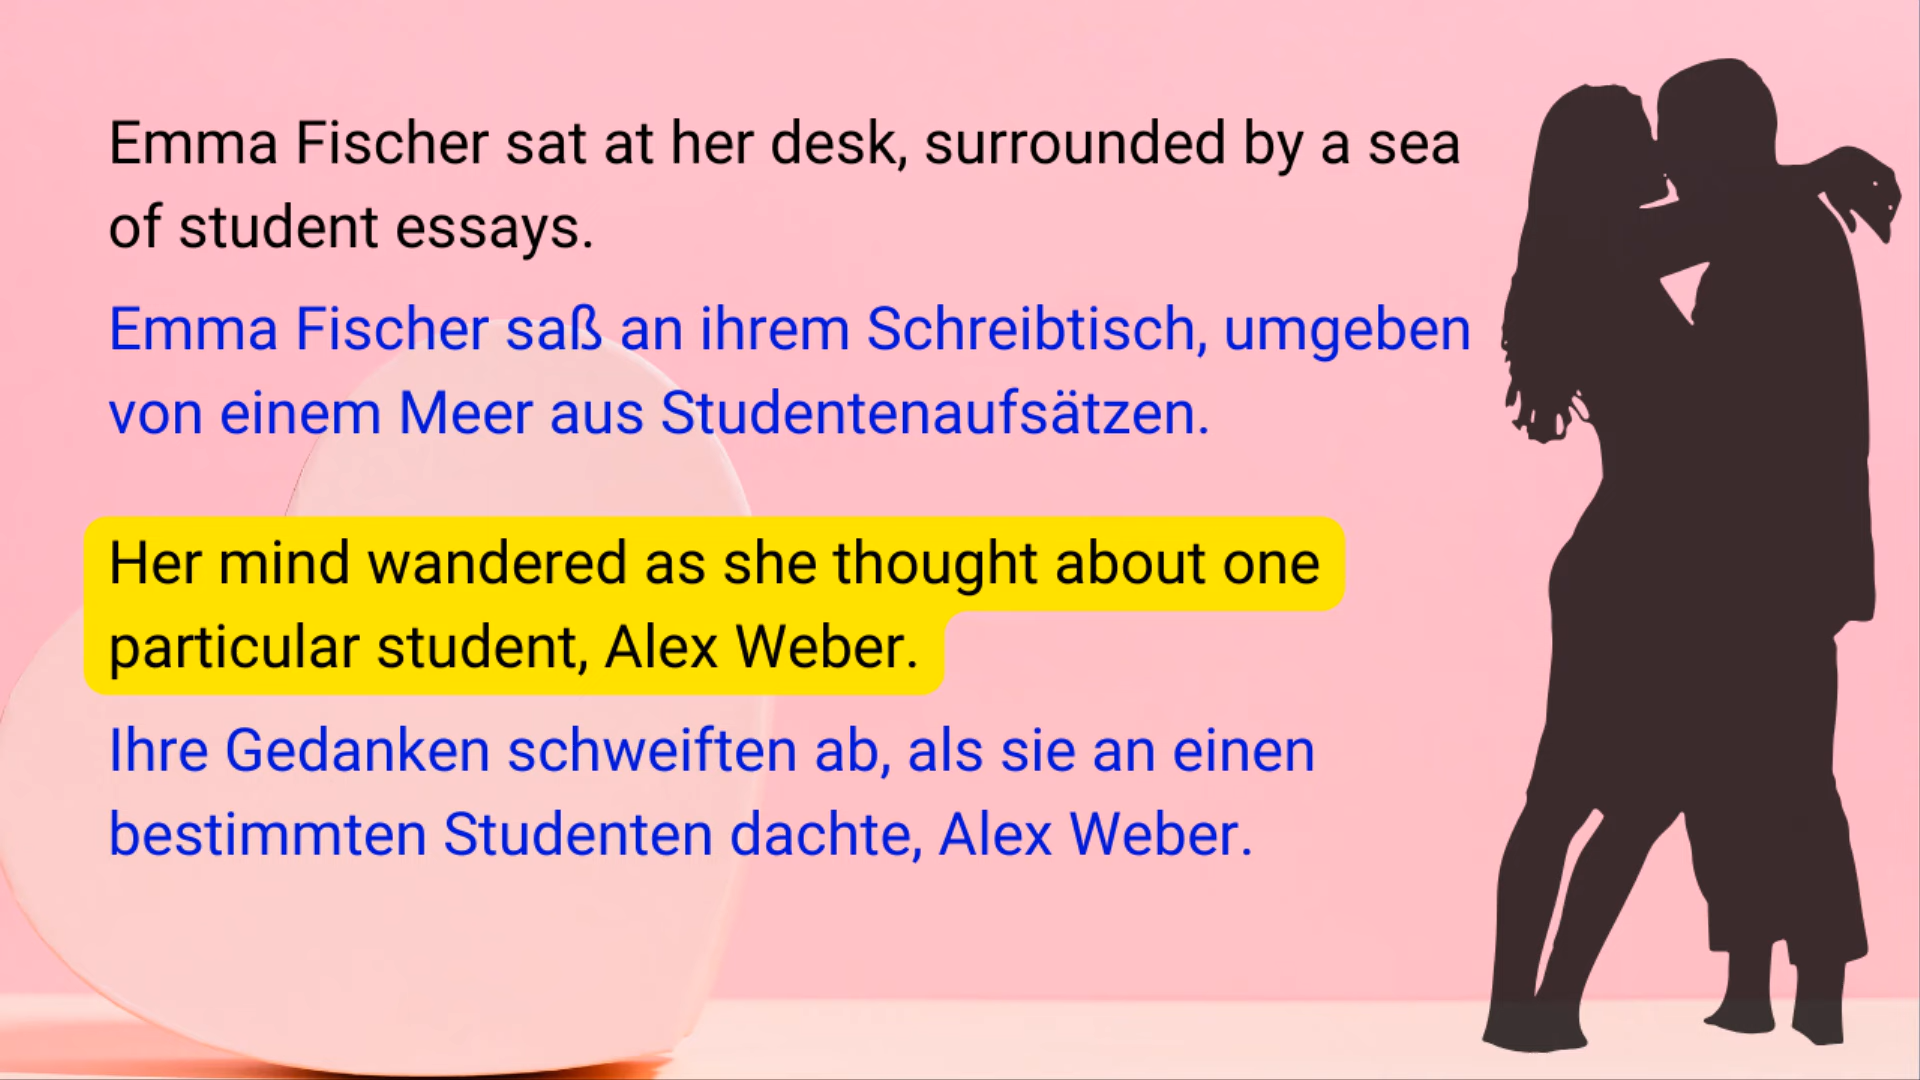 Emma Fischer sat at her desk, surrounded by a sea
of student essays.
Emma Fischer saß an ihrem Schreibtisch, umgeben
von einem Meer aus Studentenaufsätzen.
Her mind wandered as she thought about one
particular student, Alex Weber.
Ihre Gedanken schweiften ab, als sie an einen
bestimmten Studenten dachte, Alex Weber.